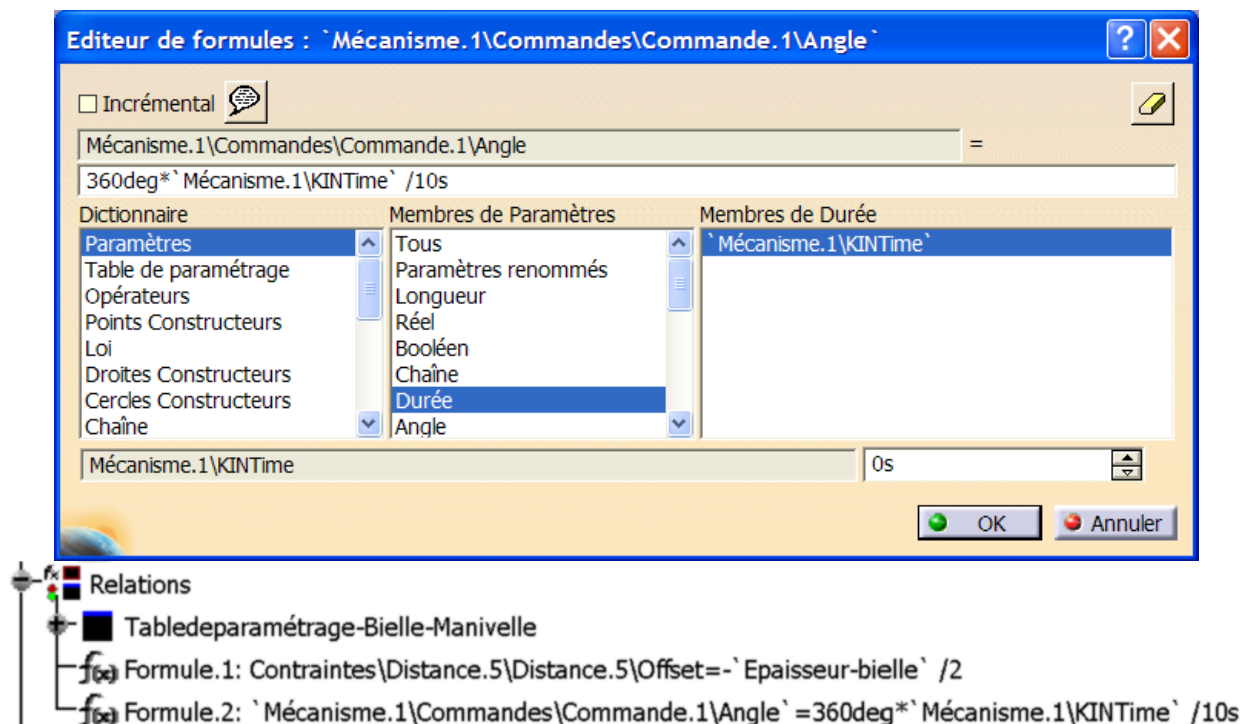 Editeur de formules : `Mécanisme.1\Commandes\Commande.1\Angle`
Incrémental
Mécanisme.1\Commandes\Commande.1\Angle =
360deg*`Mécanisme.1\KINTime` /10s
Dictionnaire Membres de Paramètres Membres de Durée
Paramètres Tous `Mécanisme.1\KINTime`
Table de paramétrage Paramètres renommés
Opérateurs Longueur
Points Constructeurs Réel
Loi Booléen
Droites Constructeurs Chaîne
Cercles Constructeurs Durée
Chaîne Angle
Mécanisme.1\KINTime 0s
OK Annuler
Relations
Tabledeparamétrage-Bielle-Manivelle
Formule.1: Contraintes\Distance.5\Distance.5\Offset=-`Epaisseur-bielle` /2
Formule.2: `Mécanisme.1\Commandes\Commande.1\Angle`=360deg*`Mécanisme.1\KINTime` /10s